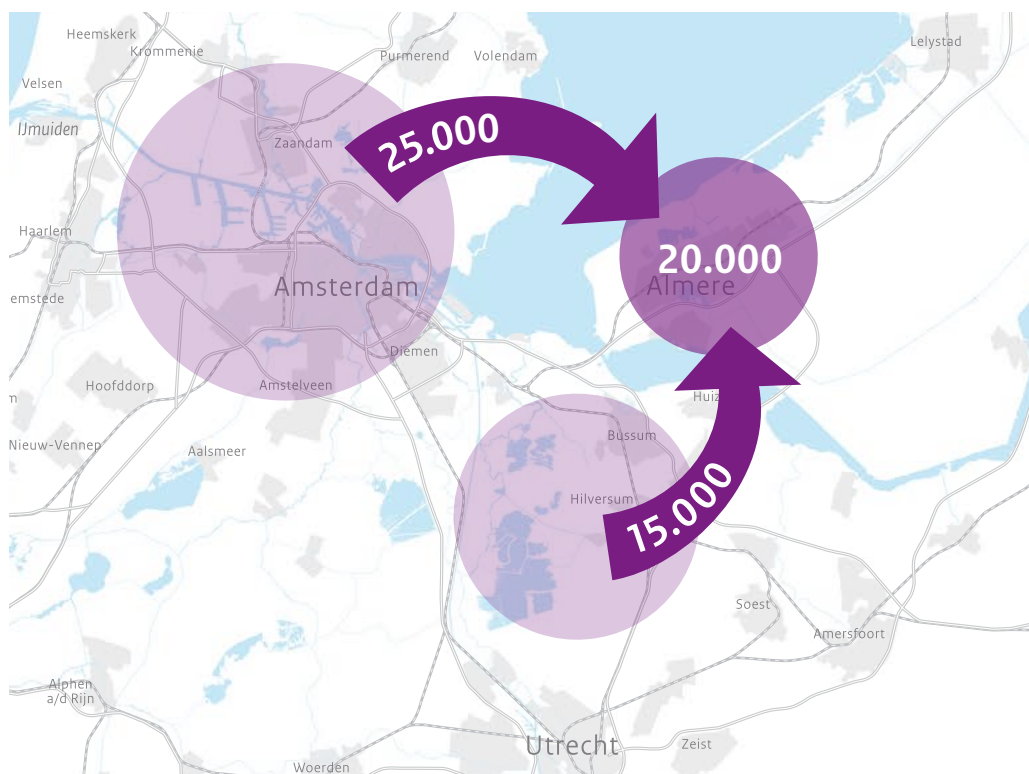 Heemskerk
Krommenie
Purmerend
Volendam
Lelystad
Velsen
IJmuiden
Zaandam
25.000
Haarlem
20.000
Almere
Amsterdam
emstede
Diemen
Hoofddorp
Amstelveen
m
Huiz
Bussum
Nieuw-Vennep
Aalsmeer
Hilversum
15.000
Soest
Amersfoort
Alphen
a/d Rijn
Utrecht
Zeist
Woerden